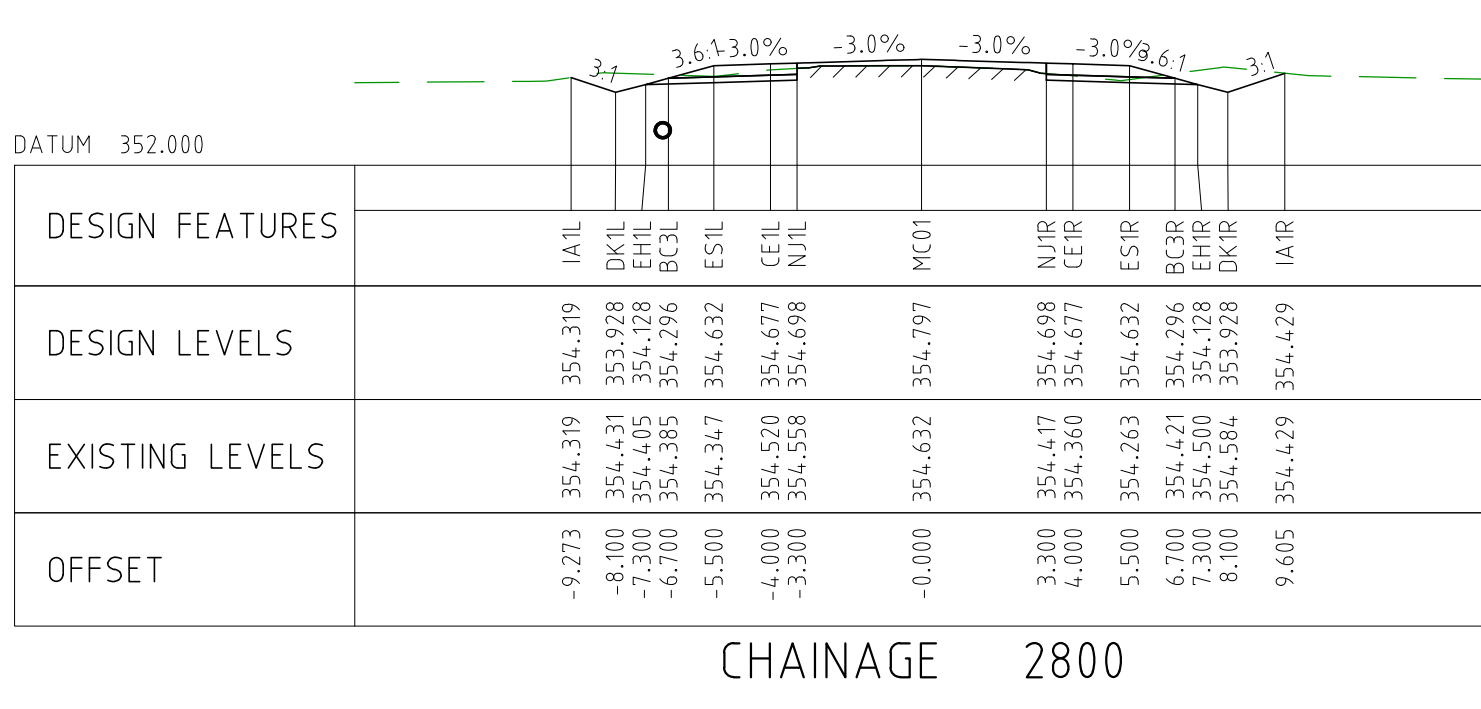 3:1 3.6:1 -3.0% -3.0% -3.0% -3.0% 3.6:1 3:1
DATUM 352.000
DESIGN FEATURES IA1L DK1L EH1L BC3L ES1L CE1L NJ1L MC01 NJ1R CE1R ES1R BC3R EH1R DK1R IA1R
DESIGN LEVELS 354.319 353.928 354.128 354.296 354.632 354.677 354.698 354.797 354.698 354.677 354.632 354.296 354.128 353.928 354.429
EXISTING LEVELS 354.319 354.431 354.405 354.385 354.347 354.520 354.558 354.632 354.417 354.360 354.263 354.421 354.500 354.584 354.429
OFFSET -9.273 -8.100 -7.300 -6.700 -5.500 -4.000 -3.300 -0.000 3.300 4.000 5.500 6.700 7.300 8.100 9.605
CHAINAGE 2800